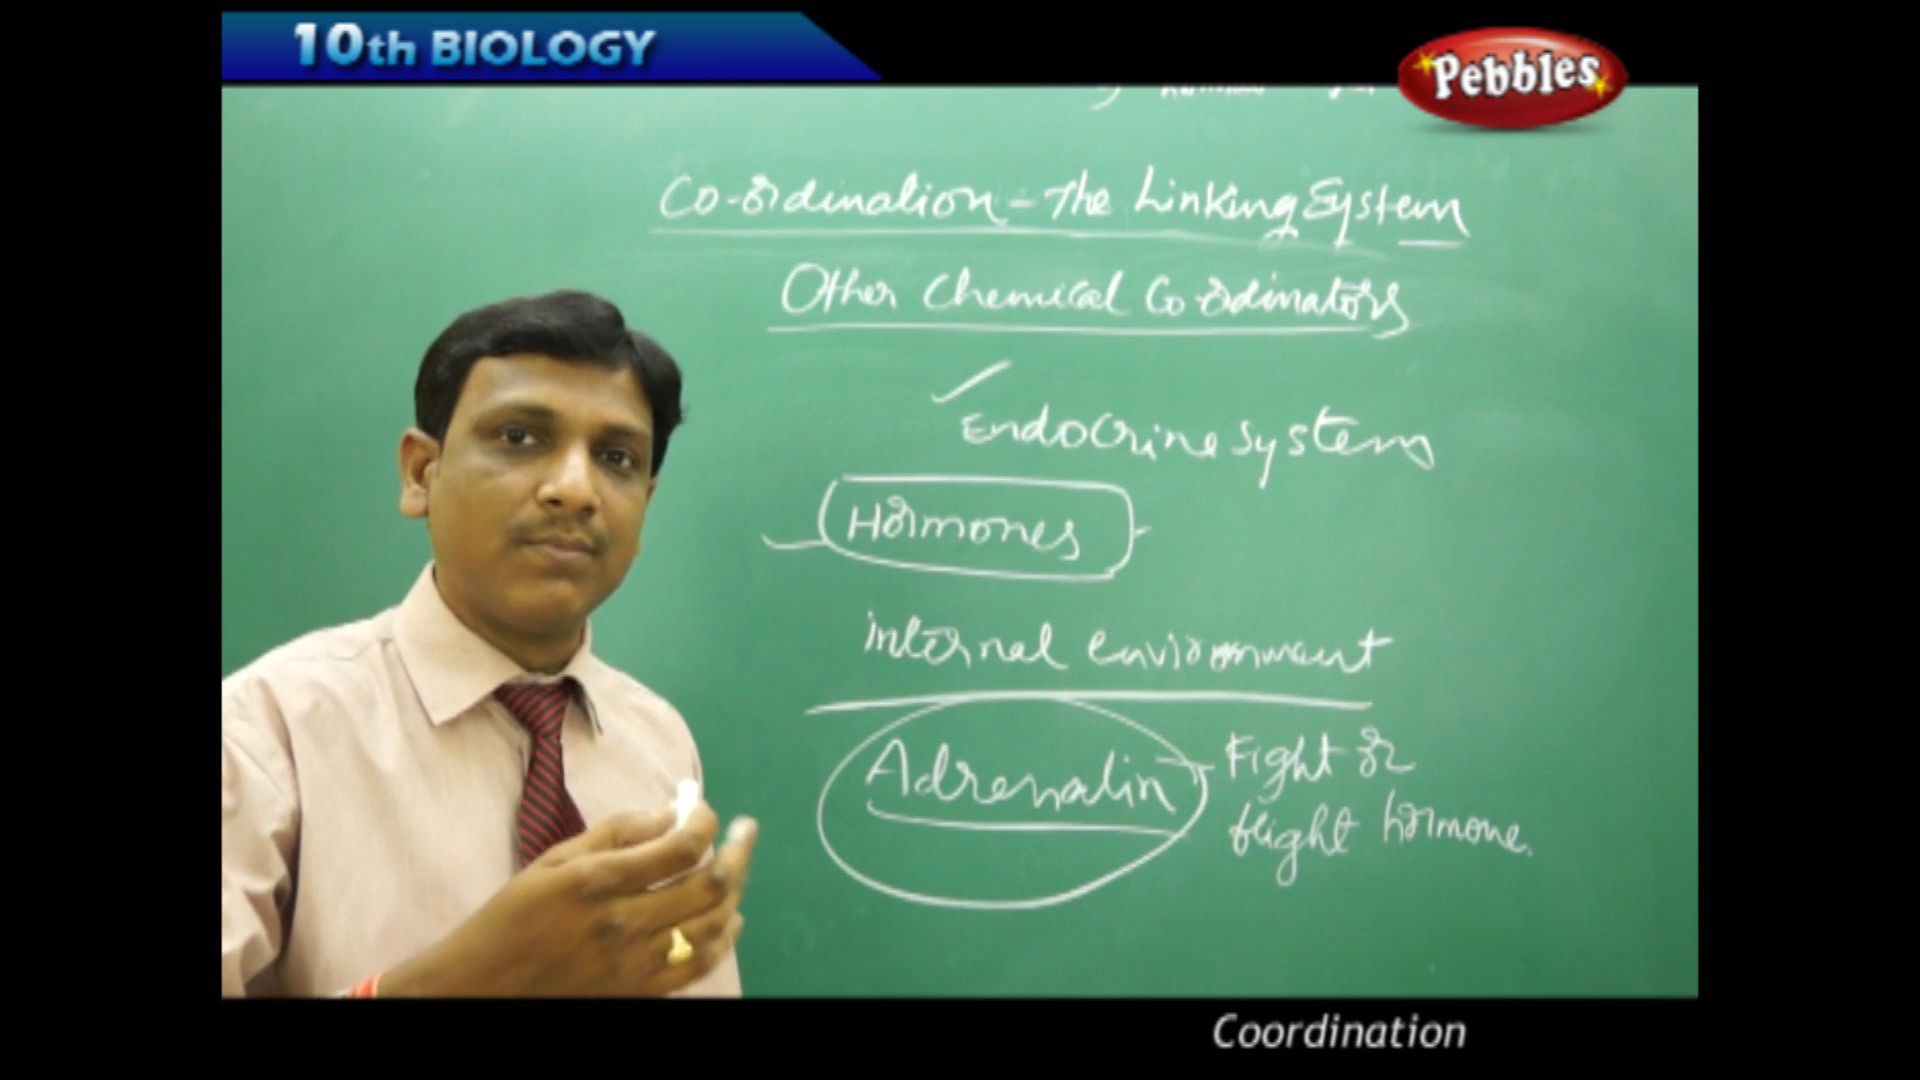 10th BIOLOGY
Pebbles
Co-ordination - The Linking System
Other Chemical Co-ordinators
Endocrine System
Hormones
internal environment
Adrenalin - Fight or
flight hormone.
Coordination